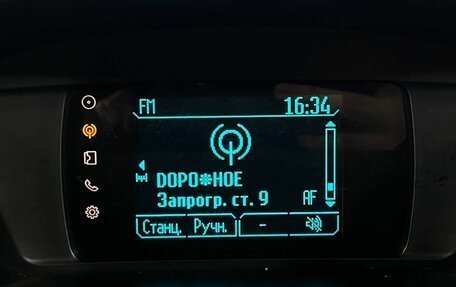 FM 16:34
DOPO❋HOE
Запрогр. ст. 9 AF
Станц. Ручн. –